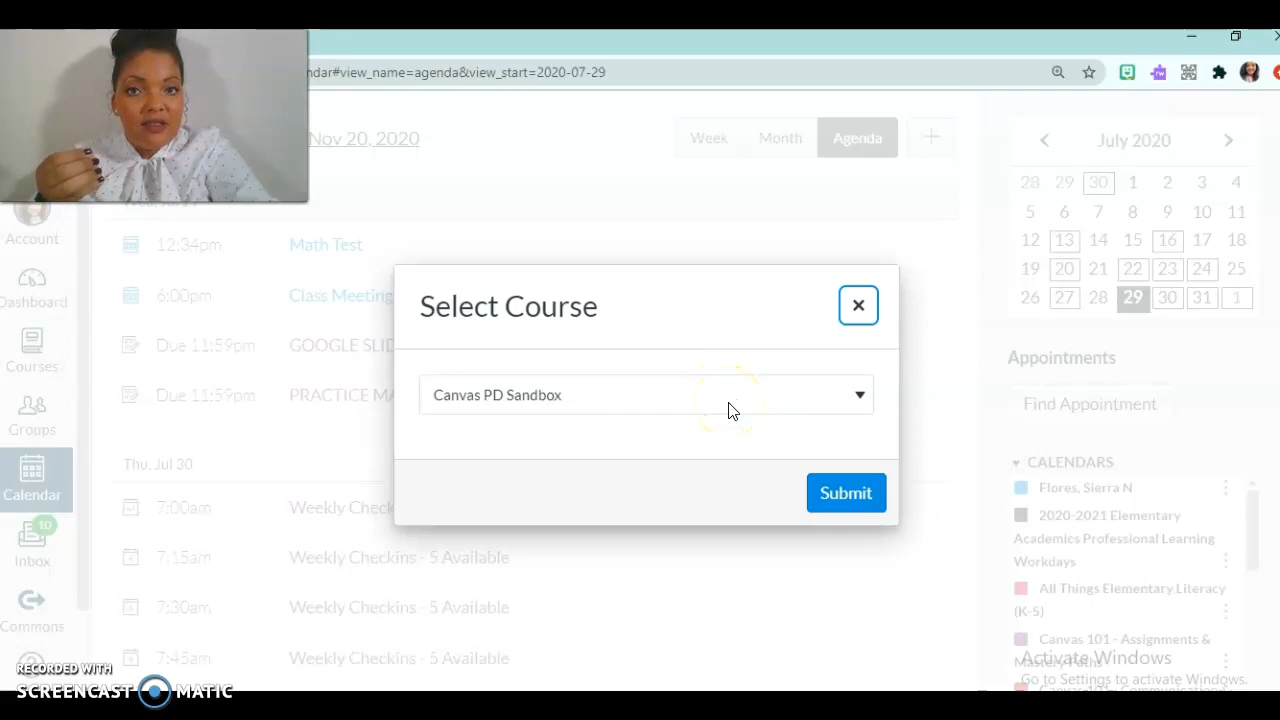 ndar#view_name=agenda&view_start=2020-07-29
Nov 20, 2020
Week
Month
Agenda
July 2020
28 29 30 1 2 3 4
5 6 7 8 9 10 11
12 13 14 15 16 17 18
19 20 21 22 23 24 25
26 27 28 29 30 31 1
Account
Dashboard
Courses
Groups
Calendar
10
Inbox
Commons
12:34pm Math Test
6:00pm Class Meeting
Due 11:59pm GOOGLE SLID
Due 11:59pm PRACTICE MA
Thu, Jul 30
7:00am Weekly Checkins
7:15am Weekly Checkins - 5 Available
7:30am Weekly Checkins - 5 Available
7:45am Weekly Checkins - 5 Available
Select Course
Canvas PD Sandbox
Submit
Appointments
Find Appointment
CALENDARS
Flores, Sierra N
2020-2021 Elementary
Academics Professional Learning
Workdays
All Things Elementary Literacy
(K-5)
Canvas 101 - Assignments &
Mastery Paths
Activate Windows
Go to Settings to activate Windows.
RECORDED WITH
SCREENCAST MATIC